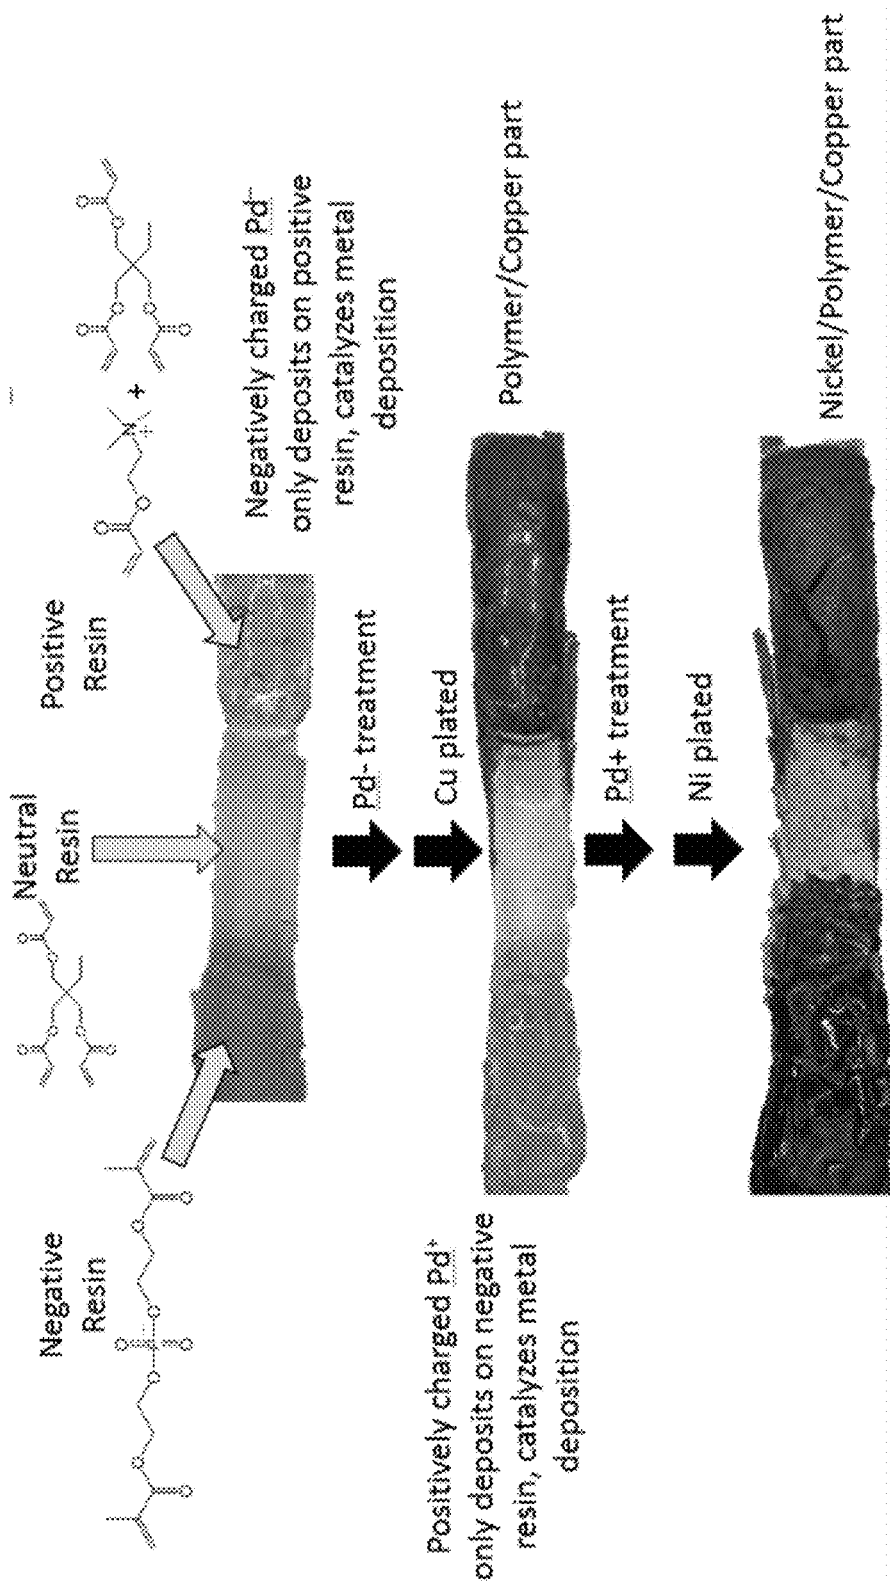 Negative
Resin
Neutral
Resin
Positive
Resin
+
Negatively charged Pd⁻
only deposits on positive
resin, catalyzes metal
deposition
Pd- treatment
Cu plated
Positively charged Pd⁺
only deposits on negative
resin, catalyzes metal
deposition
Polymer/Copper part
Pd+ treatment
Ni plated
Nickel/Polymer/Copper part